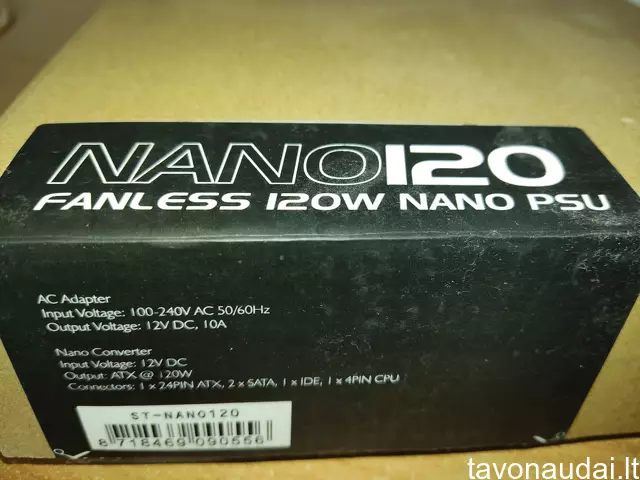 NANO120
FANLESS 120W NANO PSU
AC Adapter
Input Voltage: 100-240V AC 50/60Hz
Output Voltage: 12V DC, 10A
Nano Converter
Input Voltage: 12V DC
Output: ATX @ 120W
Connectors: 1 x 24PIN ATX, 2 x SATA, 1 x IDE, 1 x 4PIN CPU
ST-NANO120
8 718469 090556
tavonaudai.lt